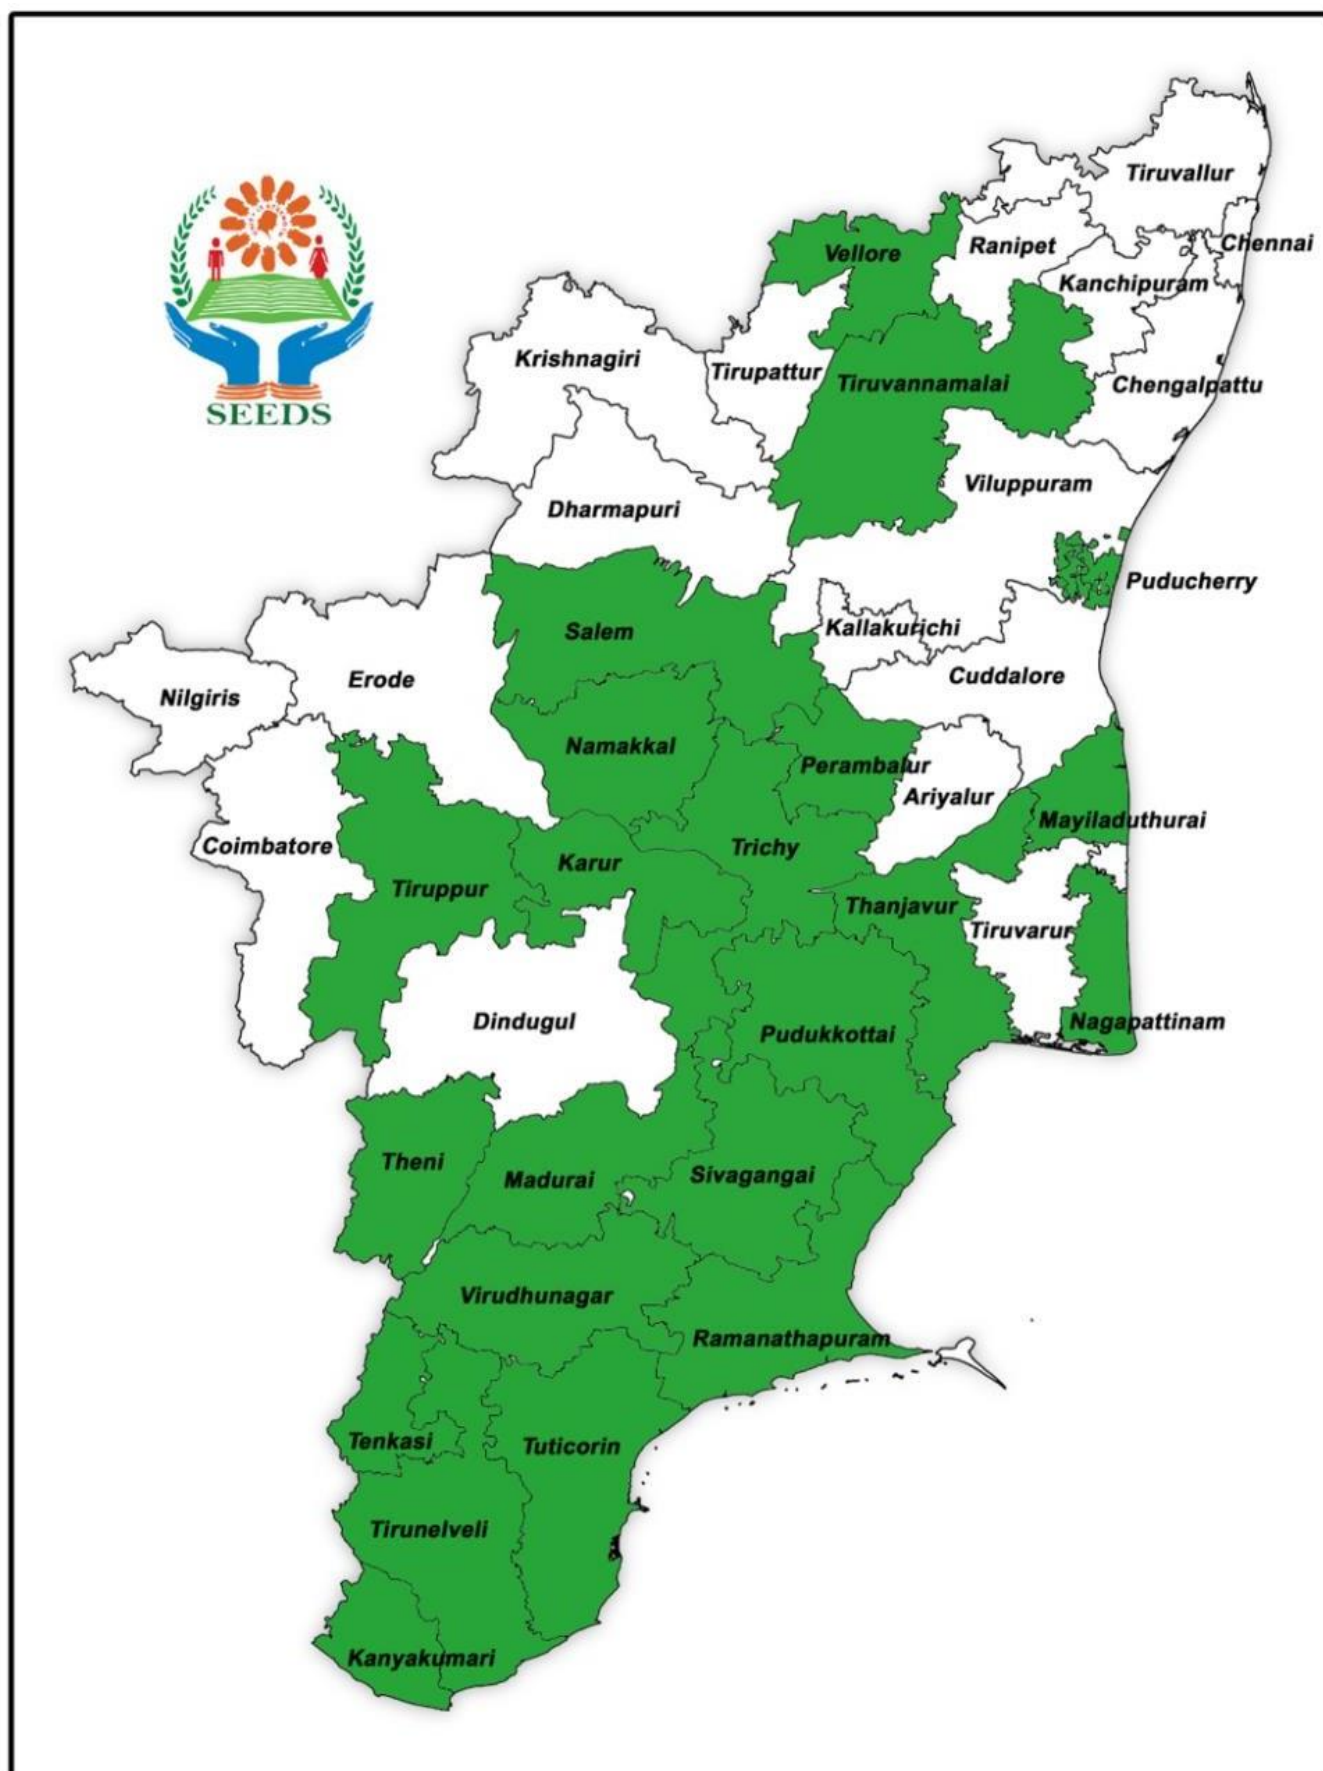 Tiruvallur
Chennai
Ranipet
Vellore
Kanchipuram
SEEDS
Krishnagiri
Tirupattur
Tiruvannamalai
Chengalpattu
Viluppuram
Dharmapuri
Puducherry
Salem
Kallakurichi
Cuddalore
Erode
Nilgiris
Namakkal
Perambalur
Ariyalur
Mayiladuthurai
Coimbatore
Trichy
Karur
Tiruppur
Thanjavur
Tiruvarur
Dindugul
Nagapattinam
Pudukkottai
Theni
Madurai
Sivagangai
Virudhunagar
Ramanathapuram
Tenkasi
Tuticorin
Tirunelveli
Kanyakumari